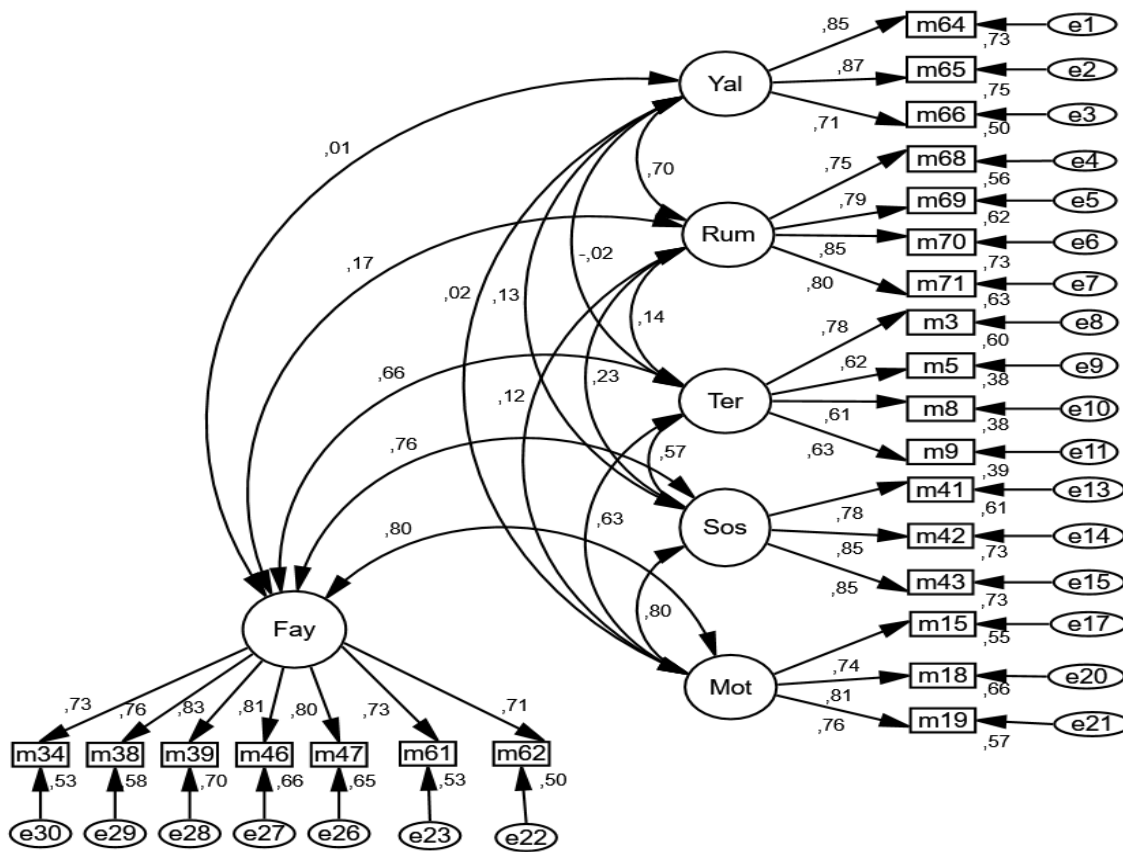 ,85 m64 ,73 e1
Yal ,87 m65 ,75 e2
,71 m66 ,50 e3
,01
,70
,75 m68 ,56 e4
,79 m69 ,62 e5
Rum ,85 m70 ,73 e6
,80 m71 ,63 e7
,17
-,02
,02 ,13
,14
,78 m3 ,60 e8
,62 m5 ,38 e9
Ter ,61 m8 ,38 e10
,63 m9 ,39 e11
,66
,12 ,23
,76
,57
,78 m41 ,61 e13
Sos ,85 m42 ,73 e14
,85 m43 ,73 e15
,80
,63
,80
m15 ,55 e17
Mot ,74 m18 ,66 e20
,81
,76 m19 ,57 e21
Fay
,73 ,76 ,83 ,81 ,80 ,73 ,71
m34 m38 m39 m46 m47 m61 m62
,53 ,58 ,70 ,66 ,65 ,53 ,50
e30 e29 e28 e27 e26 e23 e22